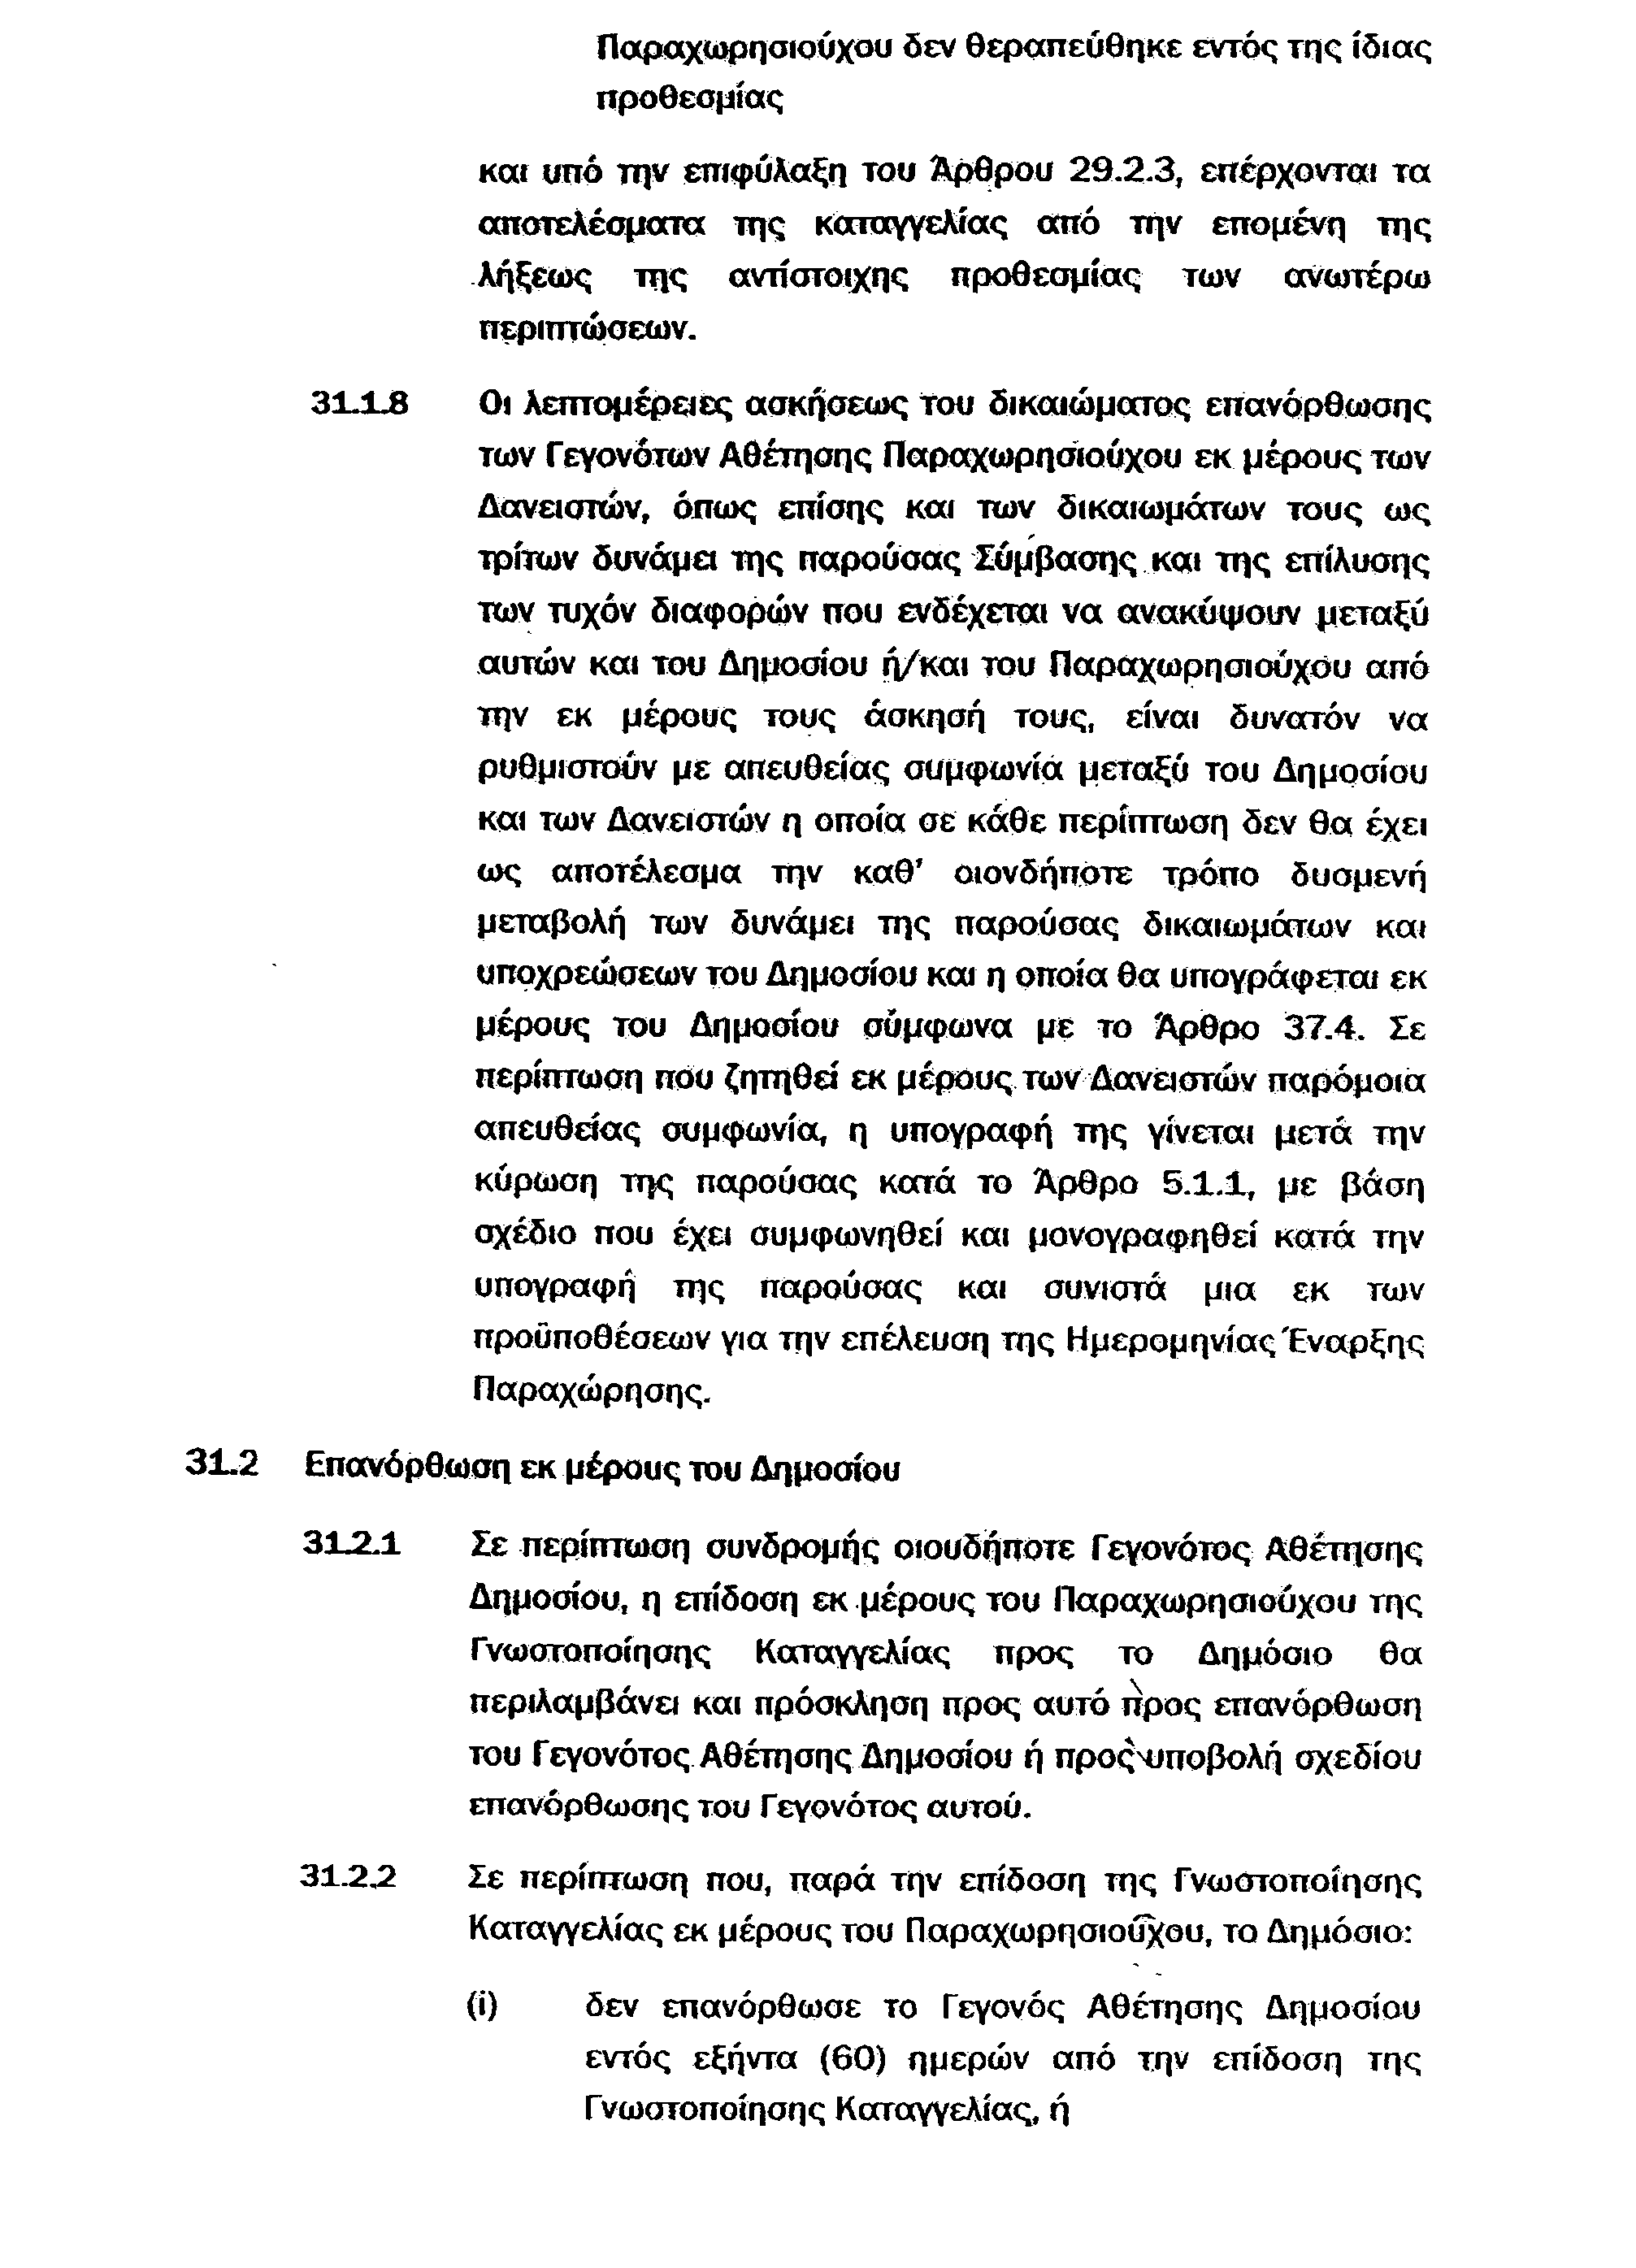 Παραχωρησιούχου δεν θεραπεύθηκε εντός της ίδιας
προθεσμίας
και υπό την επιφύλαξη του Άρθρου 29.2.3, επέρχονται τα
αποτελέσματα της καταγγελίας από την επομένη της
λήξεως της αντίστοιχης προθεσμίας των ανωτέρω
περιπτώσεων.
31.1.8 Οι λεπτομέρειες ασκήσεως του δικαιώματος επανόρθωσης
των Γεγονότων Αθέτησης Παραχωρησιούχου εκ μέρους των
Δανειστών, όπως επίσης και των δικαιωμάτων τους ως
τρίτων δυνάμει της παρούσας Σύμβασης και της επίλυσης
των τυχόν διαφορών που ενδέχεται να ανακύψουν μεταξύ
αυτών και του Δημοσίου ή/και του Παραχωρησιούχου από
την εκ μέρους τους άσκησή τους, είναι δυνατόν να
ρυθμιστούν με απευθείας συμφωνία μεταξύ του Δημοσίου
και των Δανειστών η οποία σε κάθε περίπτωση δεν θα έχει
ως αποτέλεσμα την καθ' οιονδήποτε τρόπο δυσμενή
μεταβολή των δυνάμει της παρούσας δικαιωμάτων και
υποχρεώσεων του Δημοσίου και η οποία θα υπογράφεται εκ
μέρους του Δημοσίου σύμφωνα με το Άρθρο 37.4. Σε
περίπτωση που ζητηθεί εκ μέρους των Δανειστών παρόμοια
απευθείας συμφωνία, η υπογραφή της γίνεται μετά την
κύρωση της παρούσας κατά το Άρθρο 5.1.1, με βάση
σχέδιο που έχει συμφωνηθεί και μονογραφηθεί κατά την
υπογραφή της παρούσας και συνιστά μια εκ των
προϋποθέσεων για την επέλευση της Ημερομηνίας Έναρξης
Παραχώρησης.
31.2 Επανόρθωση εκ μέρους του Δημοσίου
31.2.1 Σε περίπτωση συνδρομής οιουδήποτε Γεγονότος Αθέτησης
Δημοσίου, η επίδοση εκ μέρους του Παραχωρησιούχου της
Γνωστοποίησης Καταγγελίας προς το Δημόσιο θα
περιλαμβάνει και πρόσκληση προς αυτό προς επανόρθωση
του Γεγονότος Αθέτησης Δημοσίου ή προς υποβολή σχεδίου
επανόρθωσης του Γεγονότος αυτού.
31.2.2 Σε περίπτωση που, παρά την επίδοση της Γνωστοποίησης
Καταγγελίας εκ μέρους του Παραχωρησιούχου, το Δημόσιο:
(i) δεν επανόρθωσε το Γεγονός Αθέτησης Δημοσίου
εντός εξήντα (60) ημερών από την επίδοση της
Γνωστοποίησης Καταγγελίας, ή